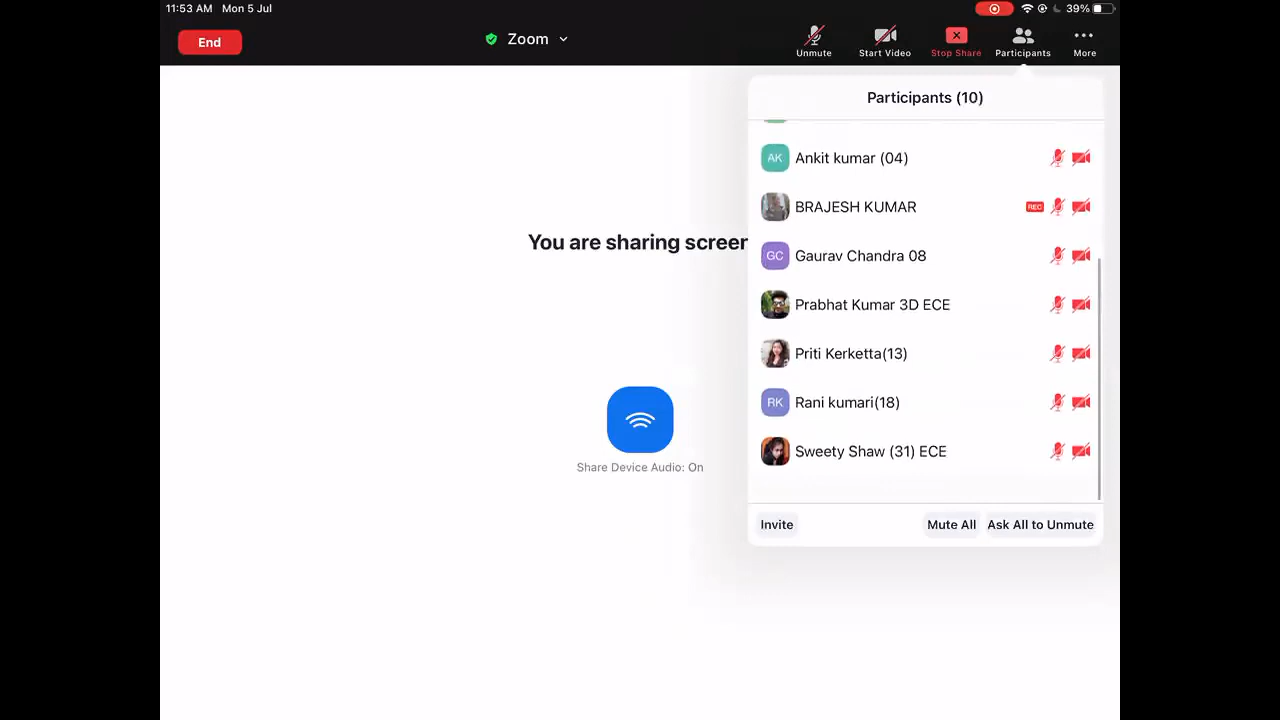 11:53 AM Mon 5 Jul
39%
End
Zoom
Unmute
Start Video
Stop Share
Participants
More
Participants (10)
AK Ankit kumar (04)
BRAJESH KUMAR REC
GC Gaurav Chandra 08
Prabhat Kumar 3D ECE
Priti Kerketta(13)
RK Rani kumari(18)
Sweety Shaw (31) ECE
Invite
Mute All
Ask All to Unmute
You are sharing screen
Share Device Audio: On